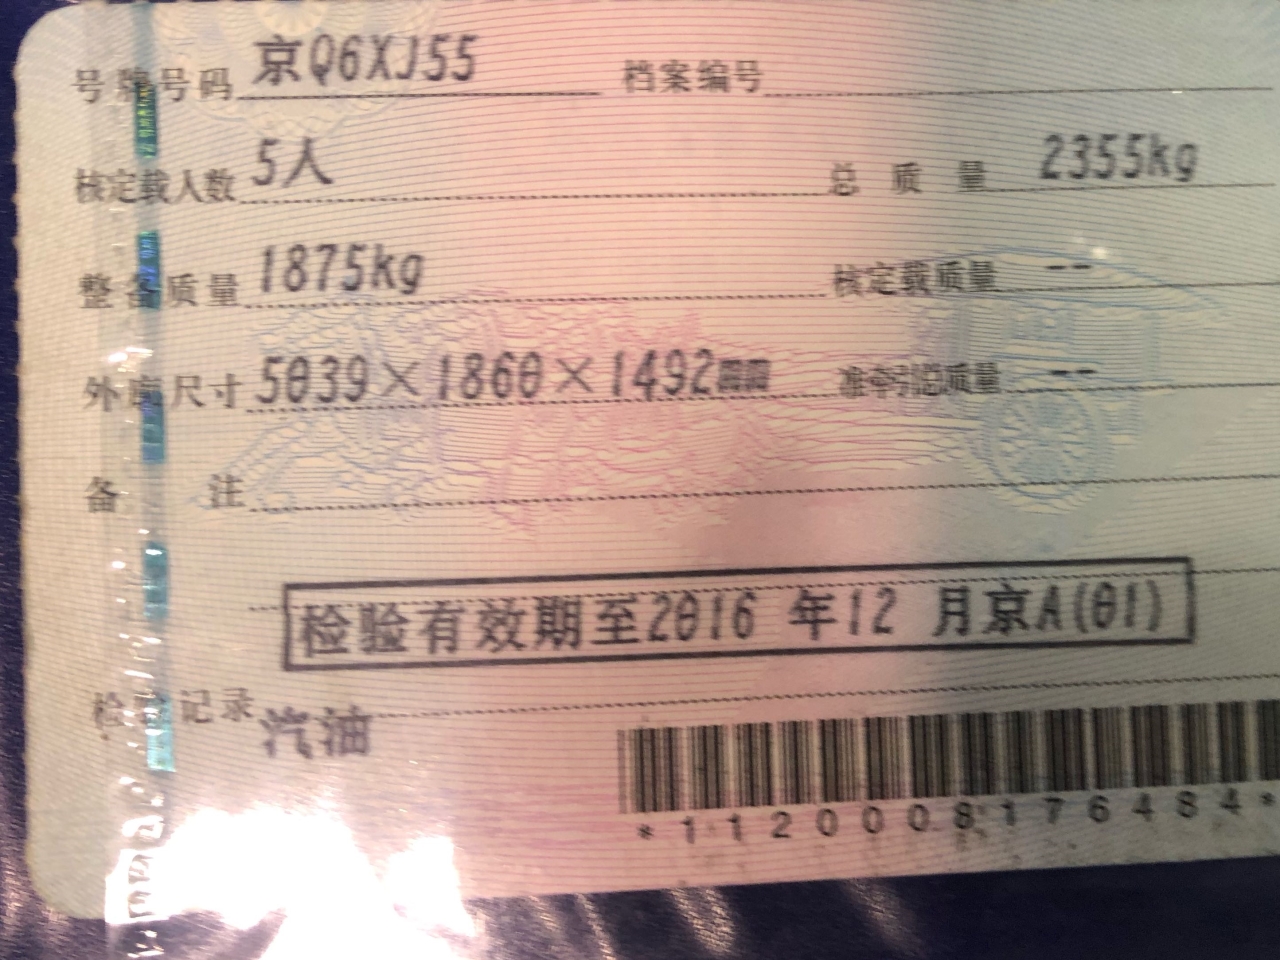 号牌号码 京Q6XJ55 档案编号
核定载人数 5人 总质量 2355kg
整备质量 1875kg 核定载质量 --
外廓尺寸 5039×1860×1492mm 准牵引总质量 --
备注
检验有效期至2016 年12 月京A(01)
检验记录 汽油
*1120008176484*